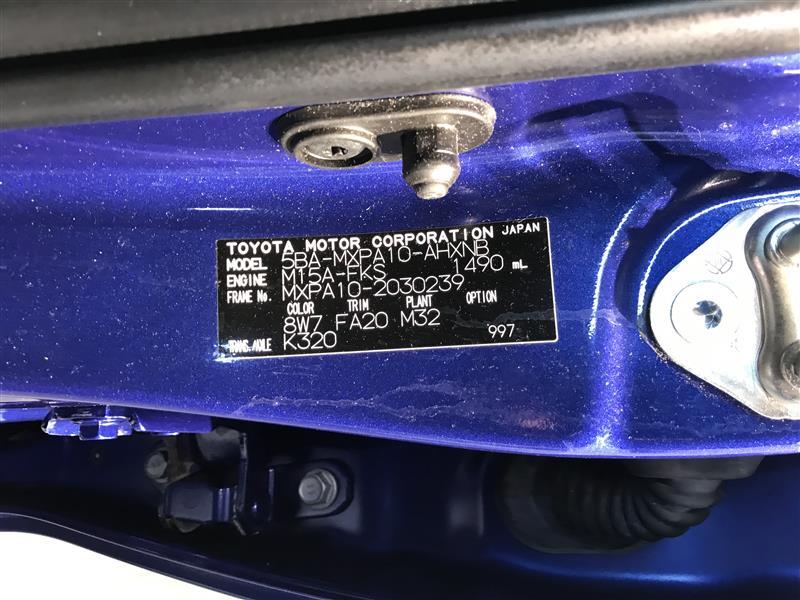 TOYOTA MOTOR CORPORATION JAPAN
MODEL 5BA-MXPA10-AHXNB
ENGINE M15A-FKS 1490 mL
FRAME No. MXPA10-2030239
COLOR TRIM PLANT OPTION
8W7 FA20 M32
TRANS./AXLE K320 997